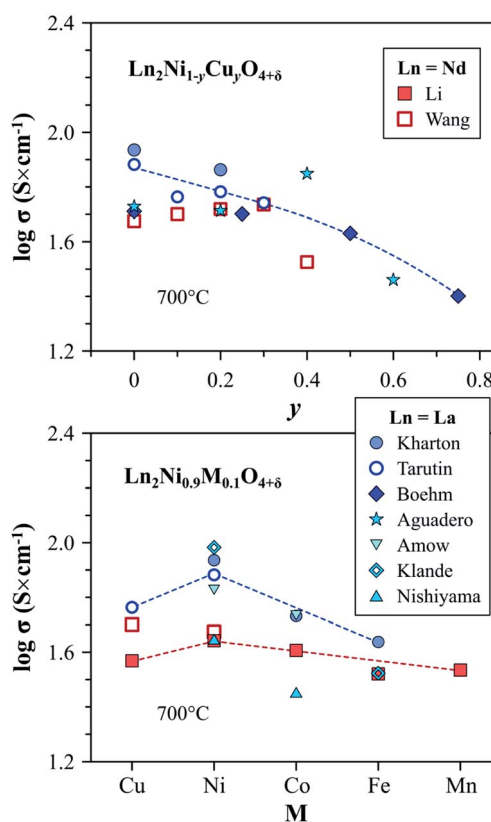 2.4
2.0
1.6
1.2
log σ (S×cm⁻¹)
Ln₂Ni₁₋yCuyO₄₊δ
Ln = Nd
Li
Wang
700°C
0
0.2
0.4
0.6
0.8
y
Ln = La
Kharton
Tarutin
Boehm
Aguadero
Amow
Klande
Nishiyama
2.4
2.0
1.6
1.2
log σ (S×cm⁻¹)
Ln₂Ni₀.₉M₀.₁O₄₊δ
700°C
Cu
Ni
Co
Fe
Mn
M